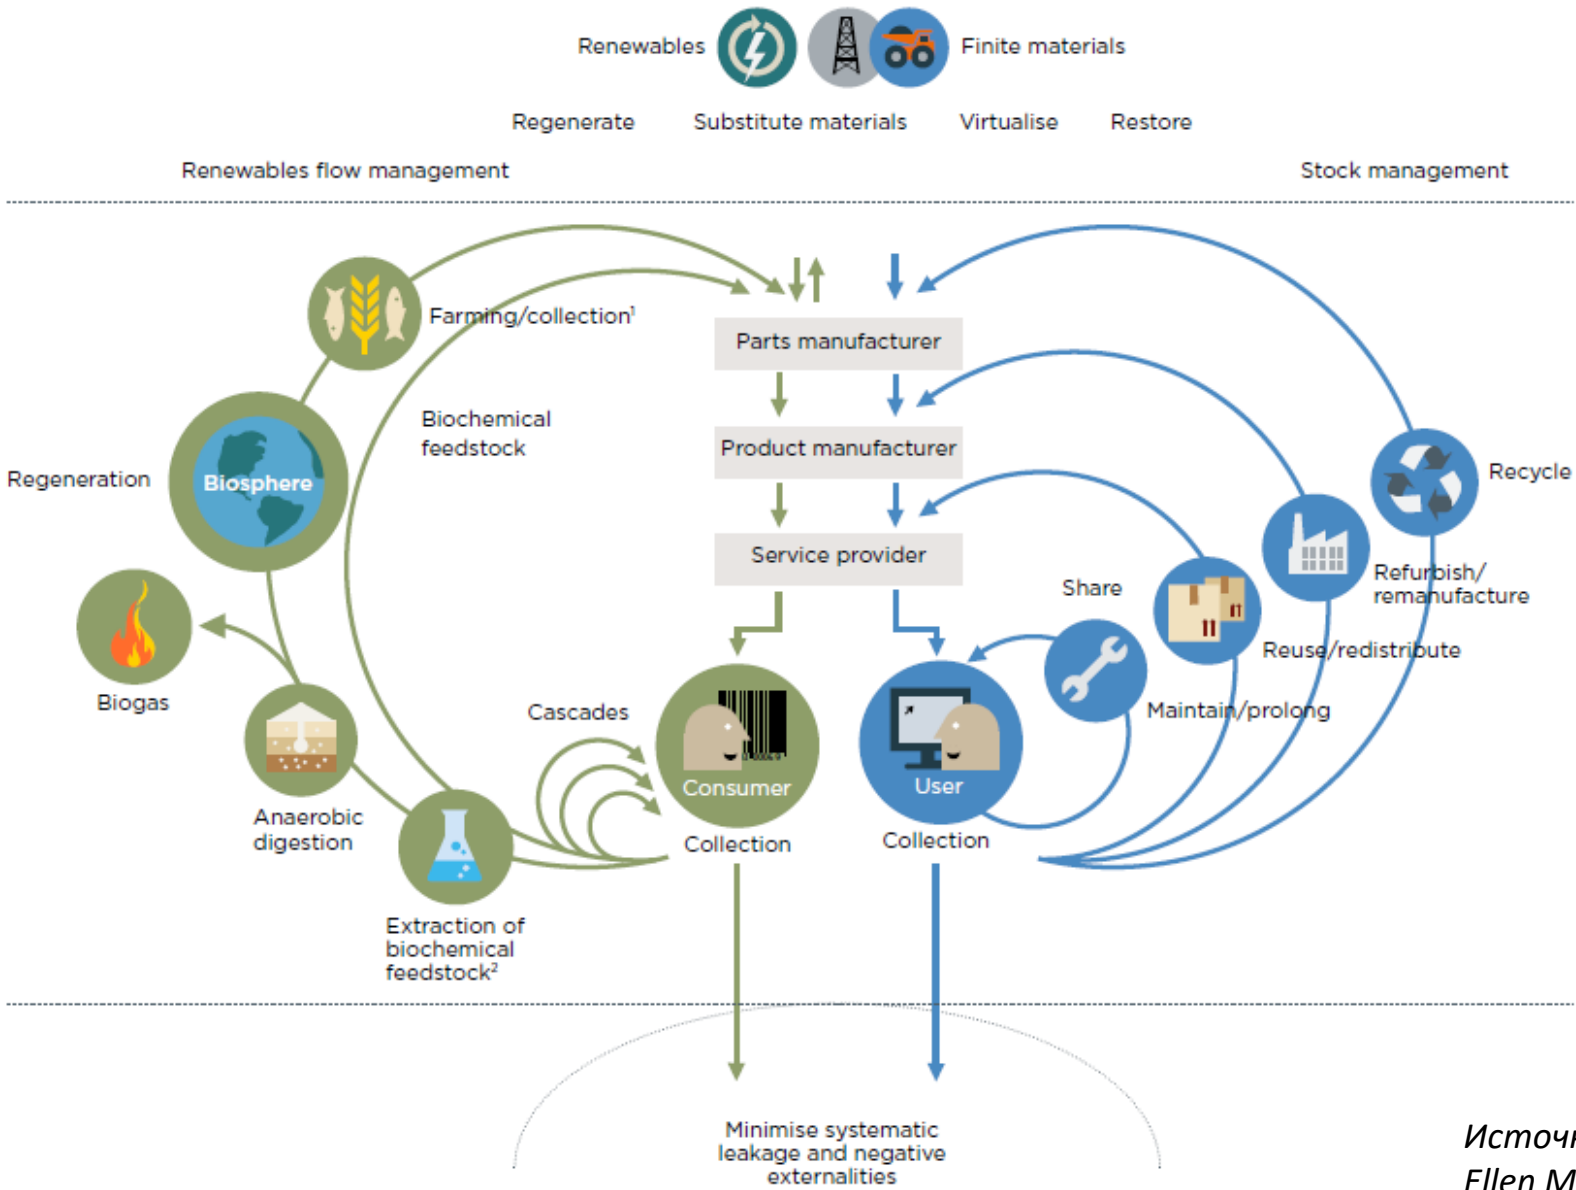 Renewables
Finite materials
Regenerate
Substitute materials
Virtualise
Restore
Renewables flow management
Stock management
Farming/collection¹
Parts manufacturer
Biochemical
feedstock
Product manufacturer
Regeneration
Biosphere
Recycle
Service provider
Share
Refurbish/
remanufacture
Reuse/redistribute
Biogas
Cascades
Maintain/prolong
Consumer
User
Anaerobic
digestion
Collection
Collection
Extraction of
biochemical
feedstock²
Minimise systematic
leakage and negative
externalities
Ellen